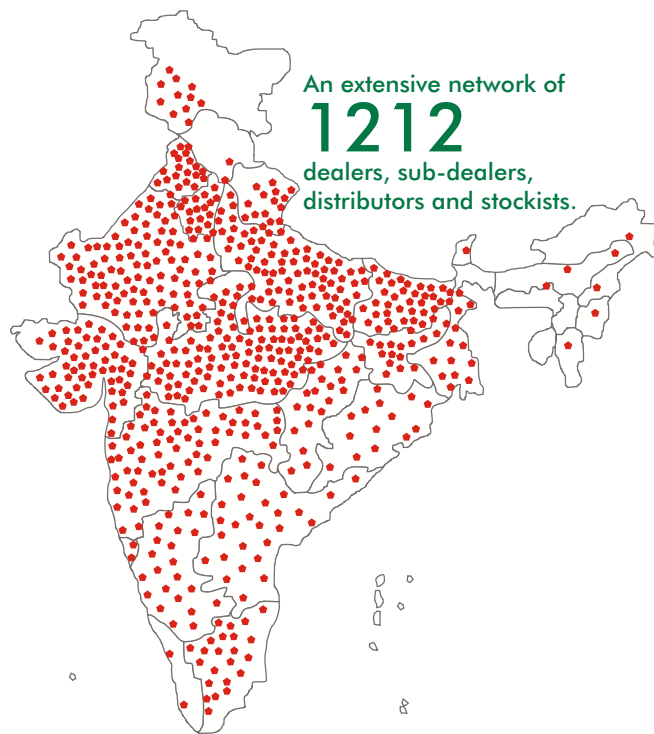 An extensive network of
1212
dealers, sub-dealers,
distributors and stockists.